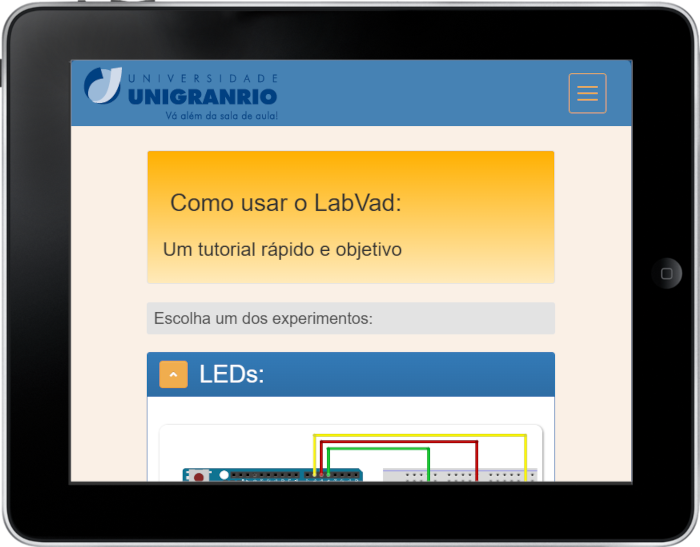 UNIVERSIDADE
UNIGRANRIO
Vá além da sala de aula!
Como usar o LabVad:
Um tutorial rápido e objetivo
Escolha um dos experimentos:
LEDs: